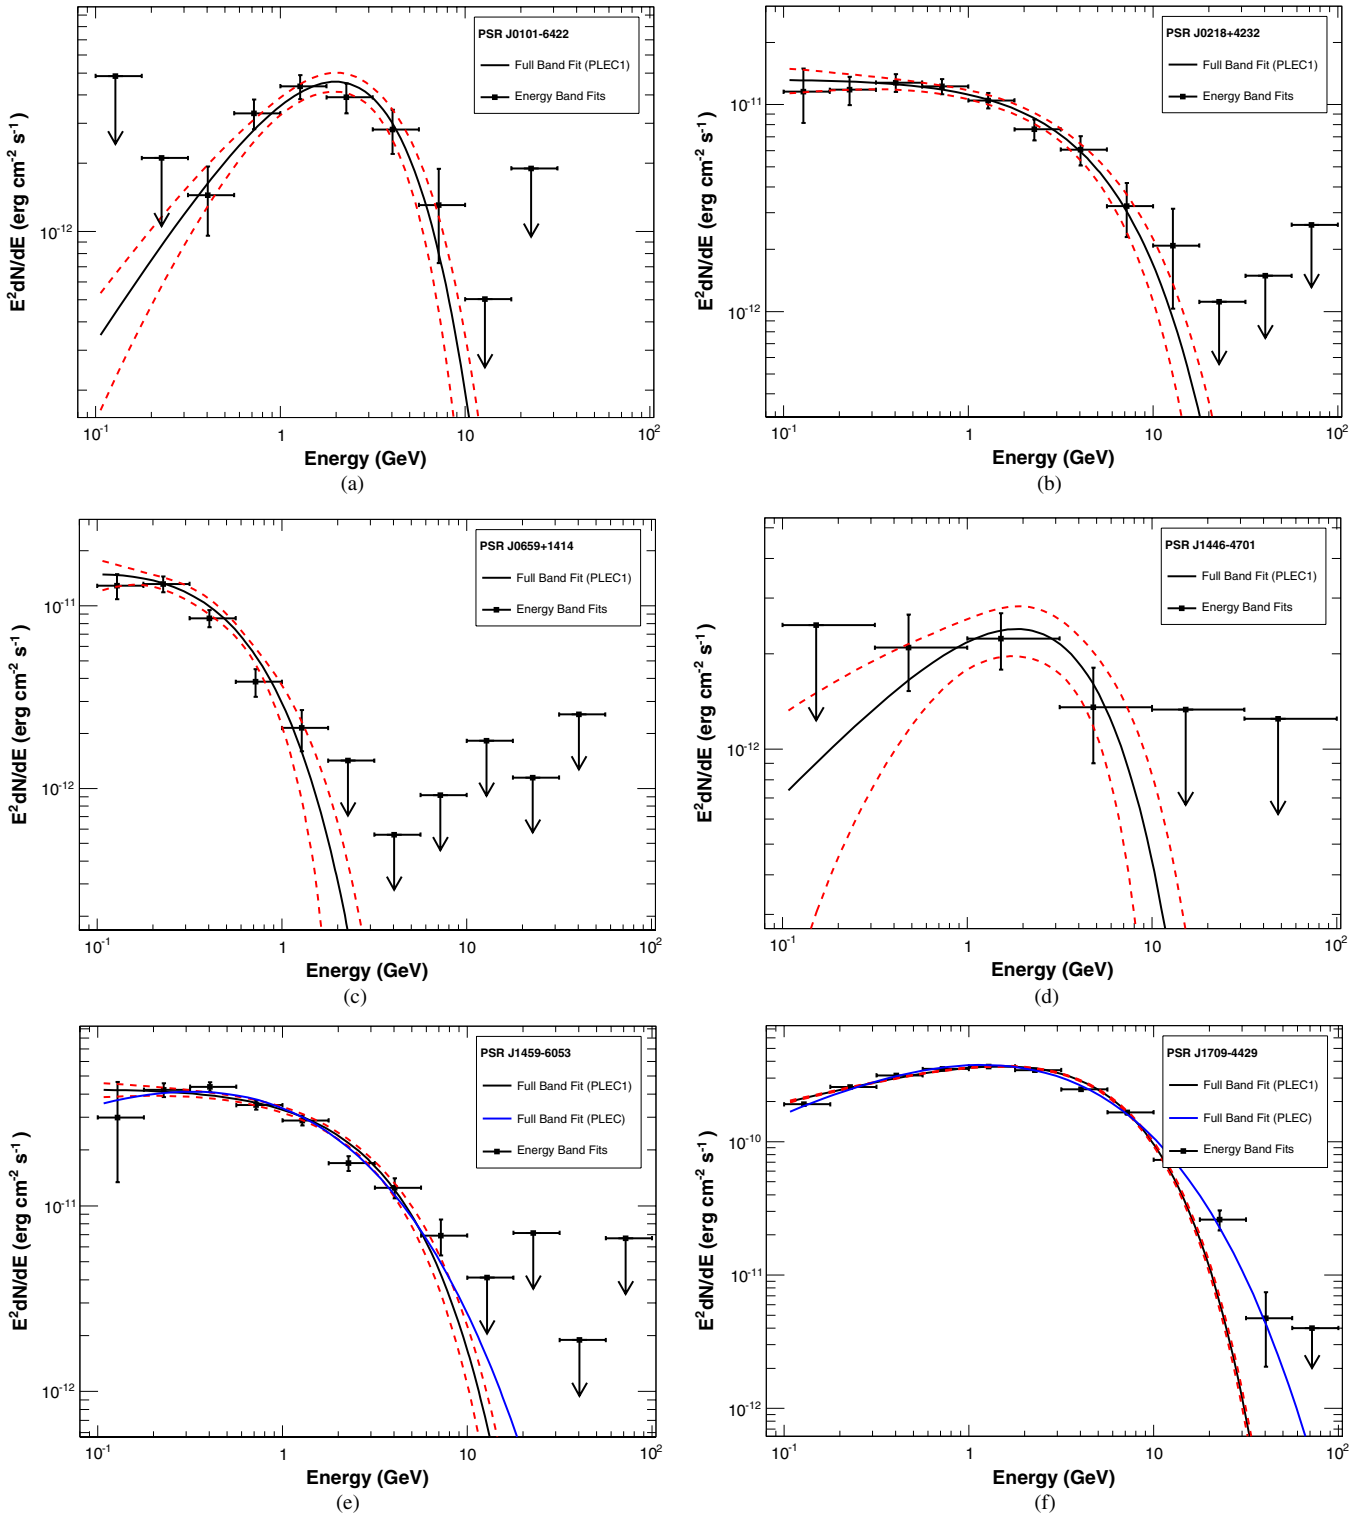 PSR J0101-6422
Full Band Fit (PLEC1)
Energy Band Fits
E²dN/dE (erg cm⁻² s⁻¹)
10⁻¹²
10⁻¹ 1 10 10²
Energy (GeV)
(a)
PSR J0218+4232
Full Band Fit (PLEC1)
Energy Band Fits
E²dN/dE (erg cm⁻² s⁻¹)
10⁻¹¹
10⁻¹²
10⁻¹ 1 10 10²
Energy (GeV)
(b)
PSR J0659+1414
Full Band Fit (PLEC1)
Energy Band Fits
E²dN/dE (erg cm⁻² s⁻¹)
10⁻¹¹
10⁻¹²
10⁻¹ 1 10 10²
Energy (GeV)
(c)
PSR J1446-4701
Full Band Fit (PLEC1)
Energy Band Fits
E²dN/dE (erg cm⁻² s⁻¹)
10⁻¹²
10⁻¹ 1 10 10²
Energy (GeV)
(d)
PSR J1459-6053
Full Band Fit (PLEC1)
Full Band Fit (PLEC)
Energy Band Fits
E²dN/dE (erg cm⁻² s⁻¹)
10⁻¹¹
10⁻¹²
10⁻¹ 1 10 10²
Energy (GeV)
(e)
PSR J1709-4429
Full Band Fit (PLEC1)
Full Band Fit (PLEC)
Energy Band Fits
E²dN/dE (erg cm⁻² s⁻¹)
10⁻¹⁰
10⁻¹¹
10⁻¹²
10⁻¹ 1 10 10²
Energy (GeV)
(f)